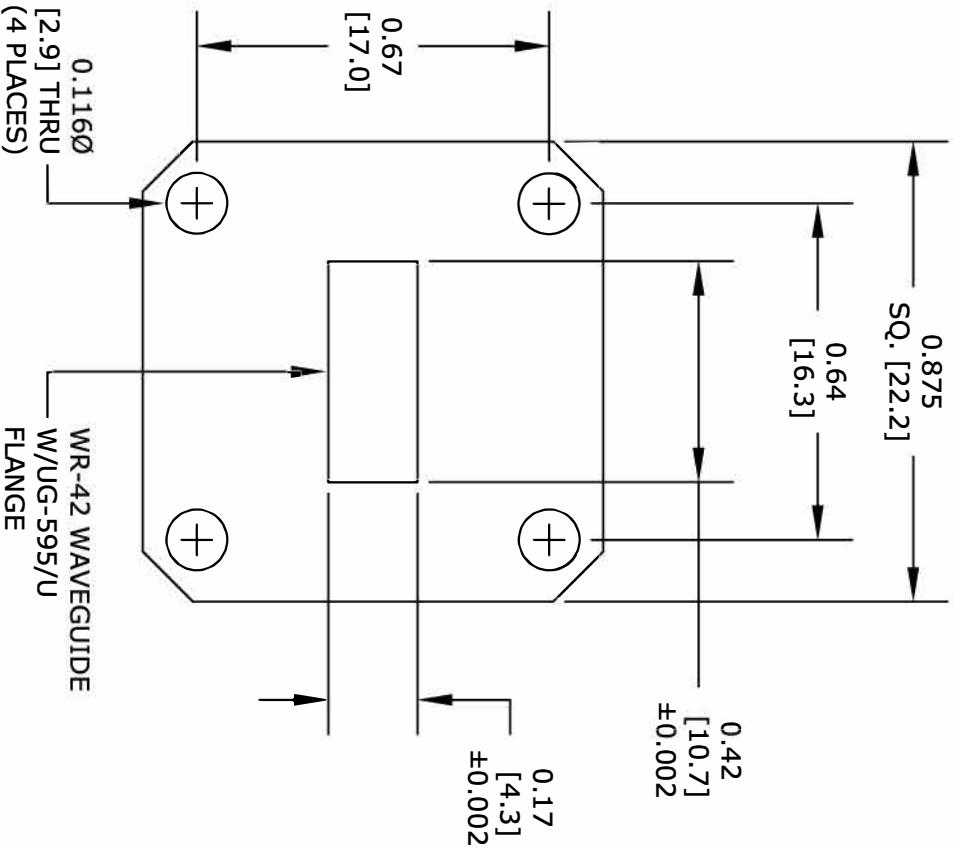 0.875
SQ. [22.2]
0.64
[16.3]
0.42
[10.7]
±0.002
0.17
[4.3]
±0.002
0.67
[17.0]
0.116Ø
[2.9] THRU
(4 PLACES)
WR-42 WAVEGUIDE
W/UG-595/U
FLANGE